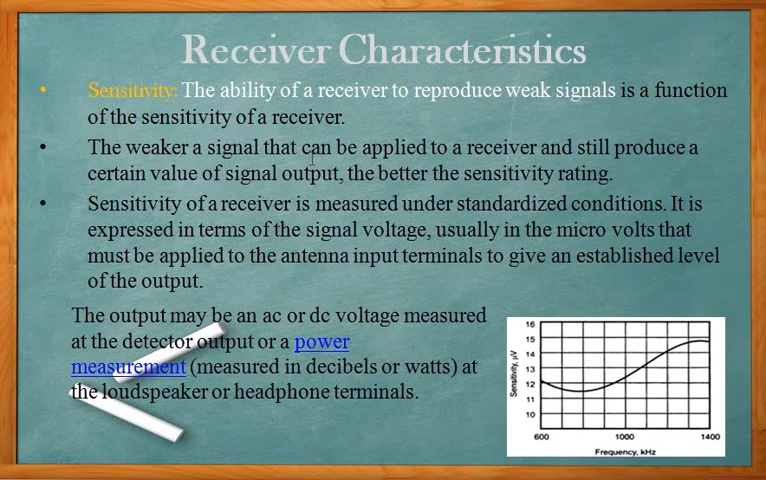 Receiver Characteristics
• Sensitivity: The ability of a receiver to reproduce weak signals is a function
of the sensitivity of a receiver.
• The weaker a signal that can be applied to a receiver and still produce a
certain value of signal output, the better the sensitivity rating.
• Sensitivity of a receiver is measured under standardized conditions. It is
expressed in terms of the signal voltage, usually in the micro volts that
must be applied to the antenna input terminals to give an established level
of the output.
The output may be an ac or dc voltage measured
at the detector output or a power
measurement (measured in decibels or watts) at
the loudspeaker or headphone terminals.
Sensitivity, μV
16
15
14
13
12
11
10
600 1000 1400
Frequency, kHz